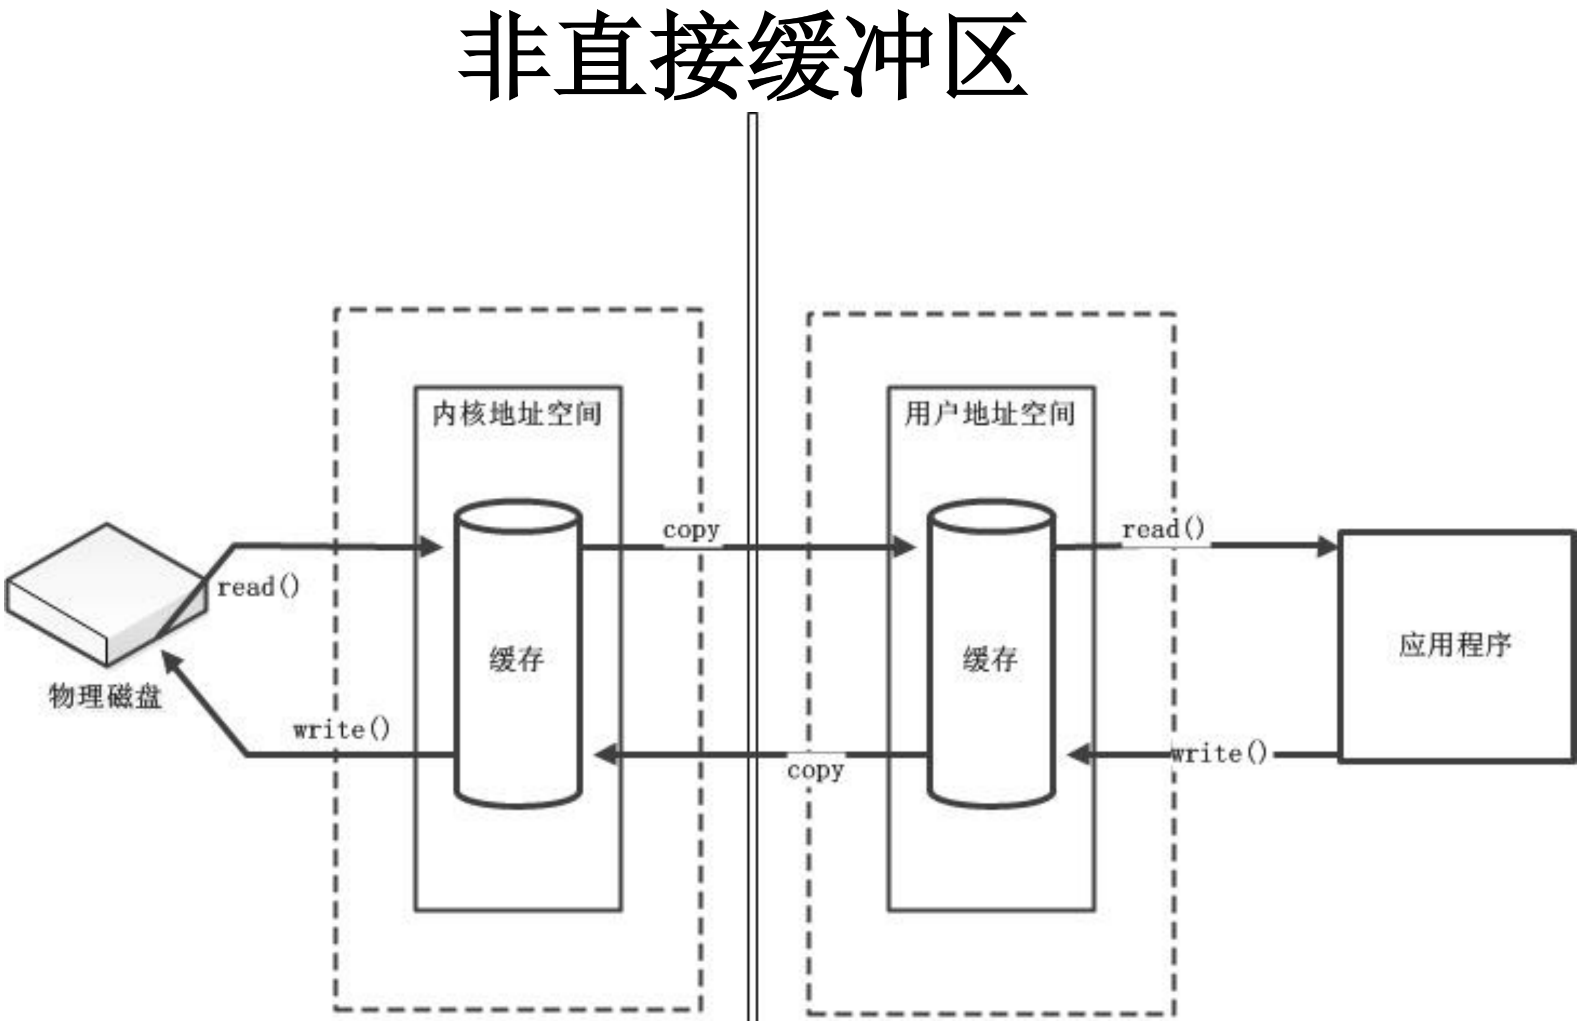 非直接缓冲区
内核地址空间
用户地址空间
copy
read()
read()
缓存
缓存
应用程序
物理磁盘
write()
copy
write()